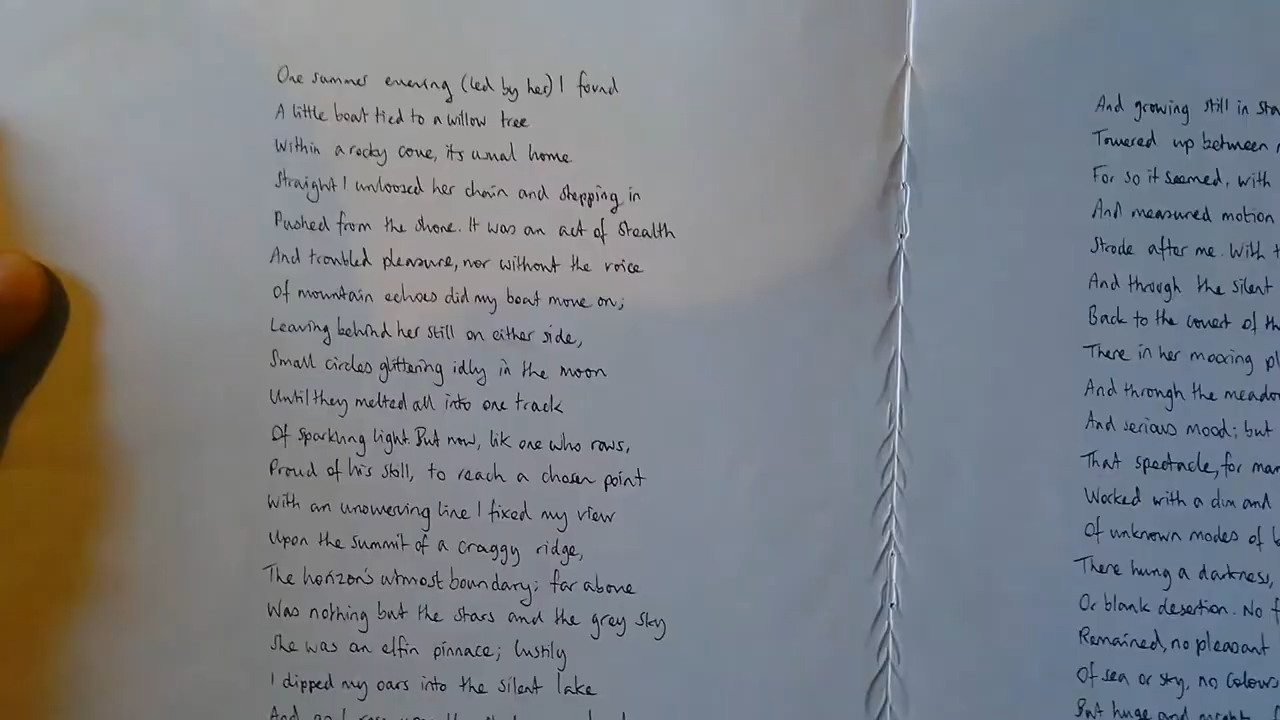 One summer evening (led by her) I found
A little boat tied to a willow tree
Within a rocky cove, its usual home
Straight I unloosed her chain and stepping in
Pushed from the shore. It was an act of stealth
And troubled pleasure, nor without the voice
Of mountain echoes did my boat move on;
Leaving behind her still on either side,
Small circles glittering idly in the moon
Until they melted all into one track
Of sparkling light. But now, lik one who rows,
Proud of his skill, to reach a chosen point
With an unswerving line I fixed my view
Upon the summit of a craggy ridge,
The horizon's utmost boundary; far above
Was nothing but the stars and the grey sky
She was an elfin pinnace; lustily
I dipped my oars into the silent lake
And growing still in sta
Towered up between
For so it seemed, with
And measured motion
Strode after me. With t
And through the silent
Back to the covert of th
There in her mooring pl
And through the meado
And serious mood; but
That spectacle, for man
Worked with a dim and
Of unknown modes of b
There hung a darkness,
Or blank desertion. No f
Remained, no pleasant
Of sea or sky, no colours
But huge and